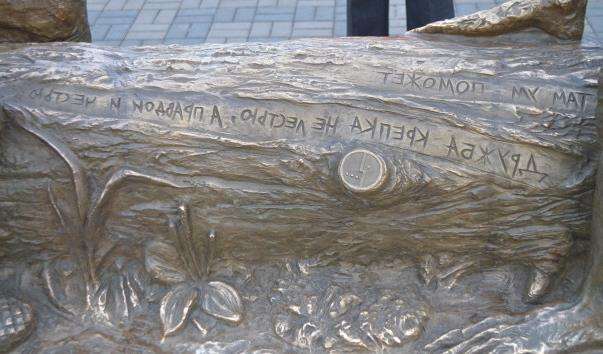 ДРУЖБА КРЕПКА НЕ ЛЕСТЬЮ, А ПРАВДОЙ И ЧЕСТЬЮ
ТАМ УМ ПОМОЖЕТ